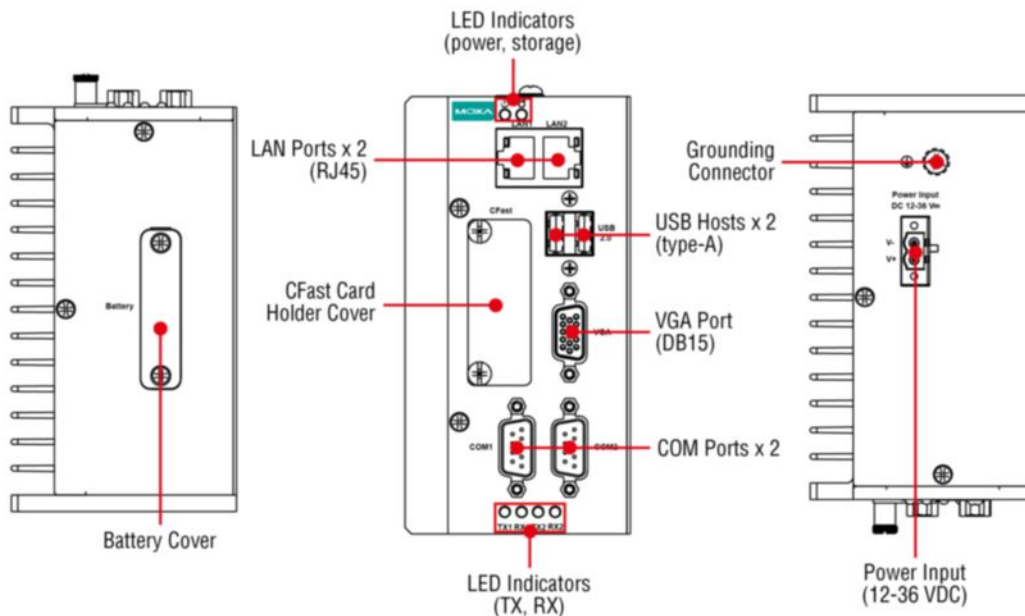 LED Indicators
(power, storage)
MOXA
LAN1 LAN2
LAN Ports x 2
(RJ45)
CFast
USB
2.0
USB Hosts x 2
(type-A)
CFast Card
Holder Cover
VGA
VGA Port
(DB15)
COM1
COM2
COM Ports x 2
TX1 RX1 TX2 RX2
LED Indicators
(TX, RX)
Battery
Battery Cover
Grounding
Connector
Power Input
DC 12-36 V
V-
V+
Power Input
(12-36 VDC)